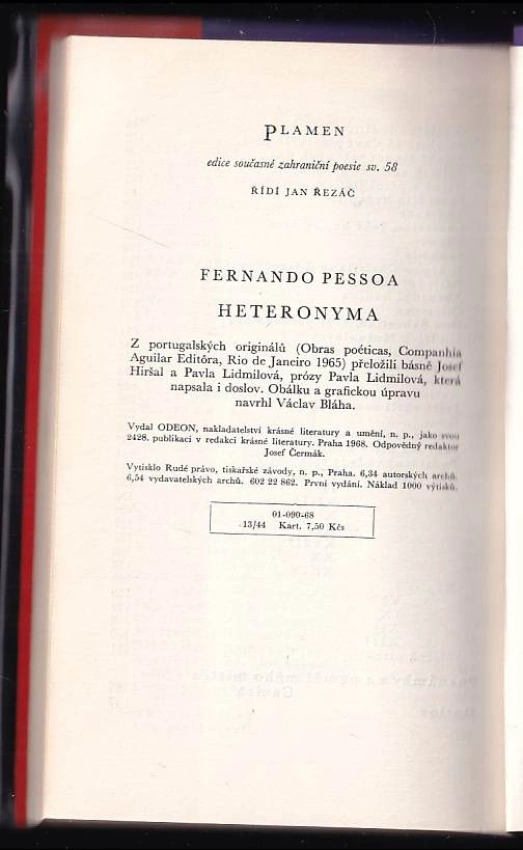 PLAMEN
edice současné zahraniční poesie sv. 58
ŘÍDÍ JAN ŘEZÁČ
FERNANDO PESSOA
HETERONYMA
Z portugalských originálů (Obras poéticas, Companhia
Aguilar Editôra, Rio de Janeiro 1965) přeložili básně Josef
Hiršal a Pavla Lidmilová, prózy Pavla Lidmilová, která
napsala i doslov. Obálku a grafickou úpravu
navrhl Václav Bláha.
Vydal ODEON, nakladatelství krásné literatury a umění, n. p., jako svou
2428. publikaci v redakci krásné literatury. Praha 1968. Odpovědný redaktor
Josef Čermák.
Vytisklo Rudé právo, tiskařské závody, n. p., Praha. 6,34 autorských archů.
6,54 vydavatelských archů. 602 22 862. První vydání. Náklad 1000 výtisků.
01-090-68
13/44 Kart. 7,50 Kčs